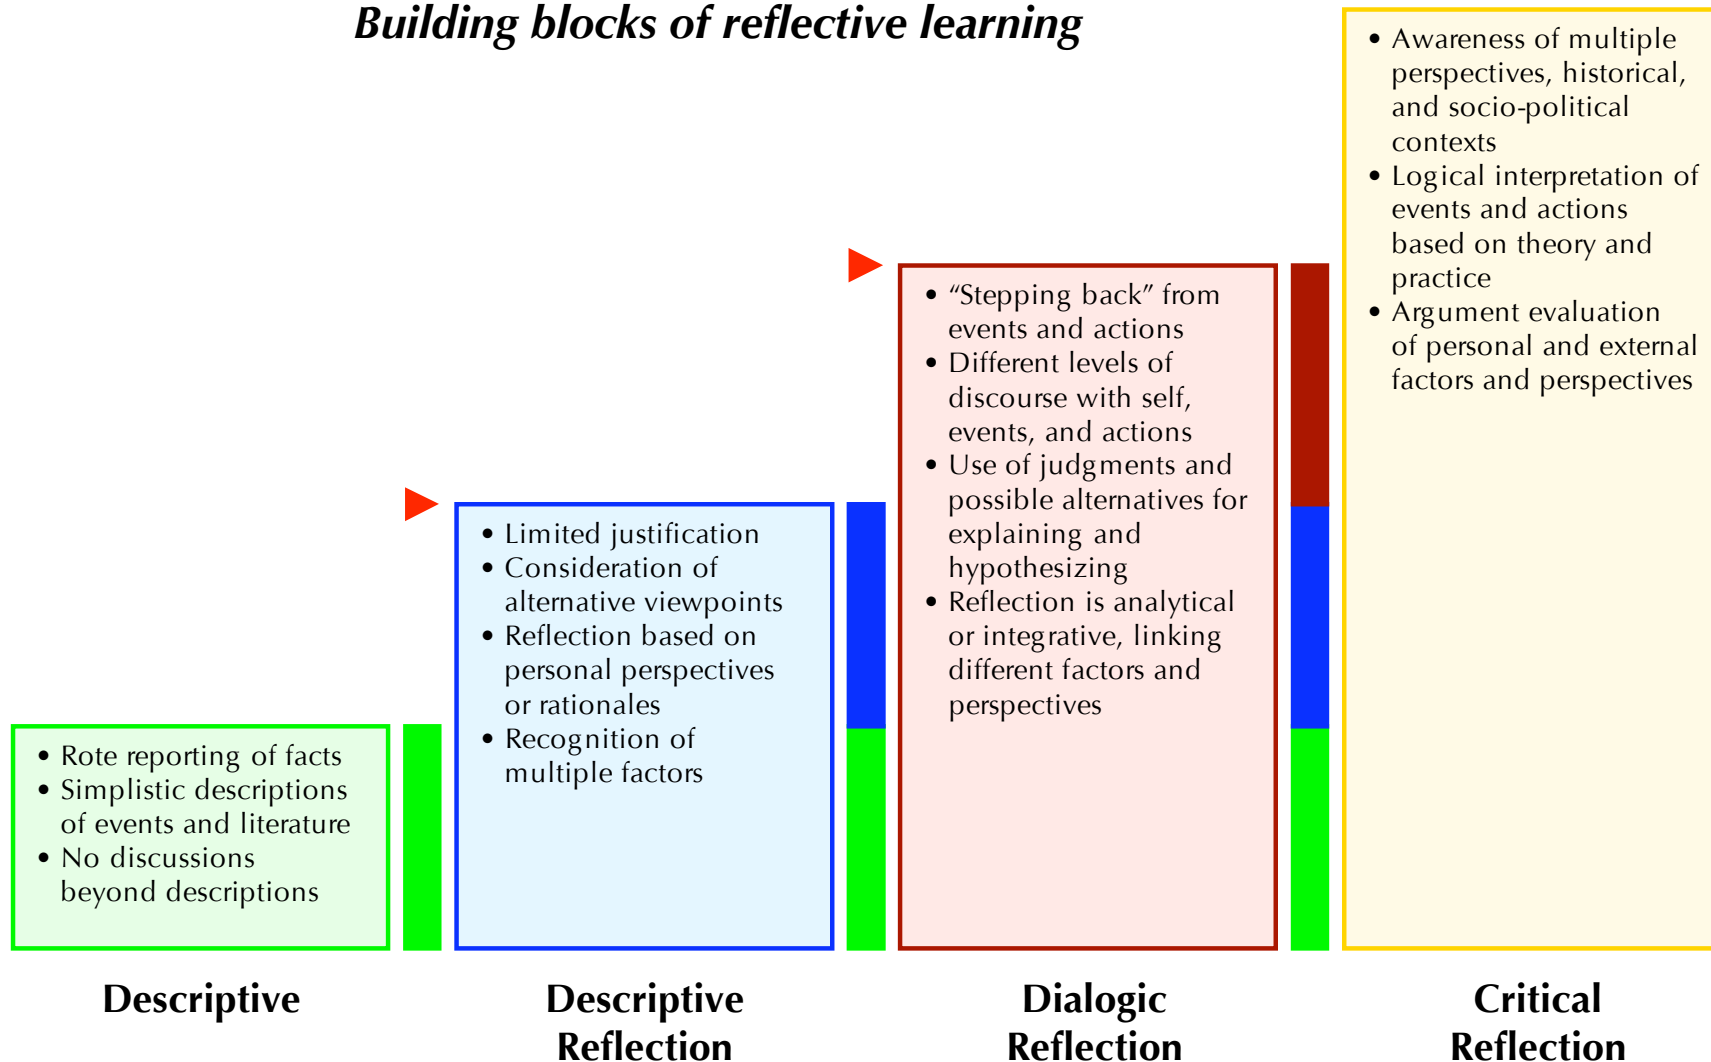 Building blocks of reflective learning
• Rote reporting of facts
• Simplistic descriptions
of events and literature
• No discussions
beyond descriptions
Descriptive
• Limited justification
• Consideration of
alternative viewpoints
• Reflection based on
personal perspectives
or rationales
• Recognition of
multiple factors
Descriptive
Reflection
• “Stepping back” from
events and actions
• Different levels of
discourse with self,
events, and actions
• Use of judgments and
possible alternatives for
explaining and
hypothesizing
• Reflection is analytical
or integrative, linking
different factors and
perspectives
Dialogic
Reflection
• Awareness of multiple
perspectives, historical,
and socio-political
contexts
• Logical interpretation of
events and actions
based on theory and
practice
• Argument evaluation
of personal and external
factors and perspectives
Critical
Reflection